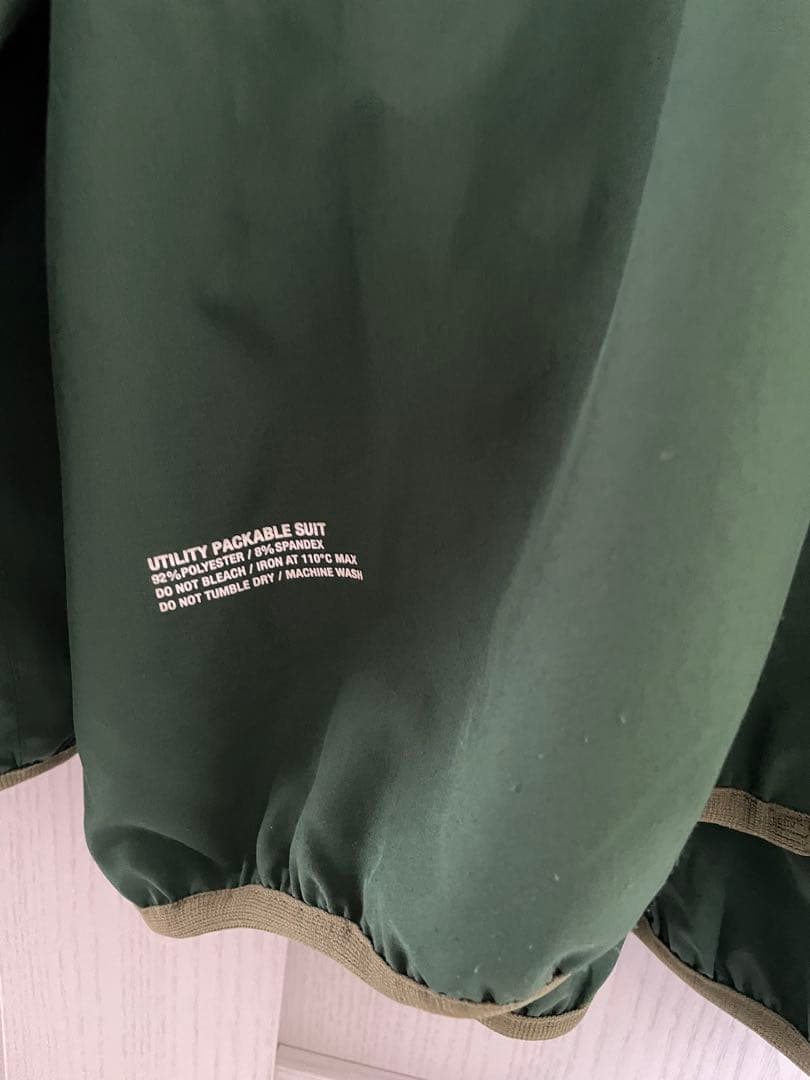 UTILITY PACKABLE SUIT
92%POLYESTER / 8%SPANDEX
DO NOT BLEACH / IRON AT 110°C MAX
DO NOT TUMBLE DRY / MACHINE WASH